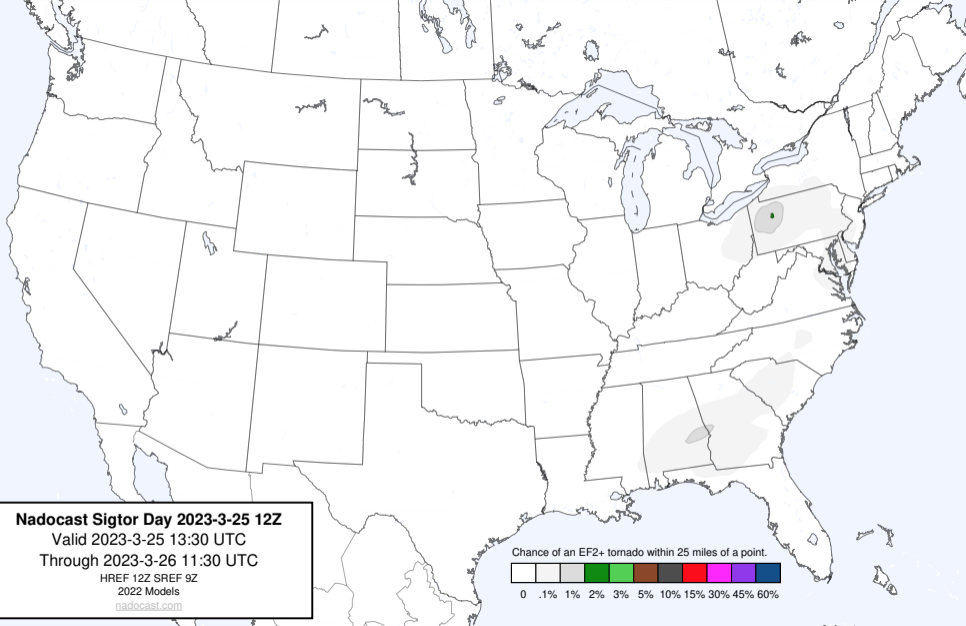 Nadocast Sigtor Day 2023-3-25 12Z
Valid 2023-3-25 13:30 UTC
Through 2023-3-26 11:30 UTC
HREF 12Z SREF 9Z
2022 Models
nadocast.com
Chance of an EF2+ tornado within 25 miles of a point.
0 .1% 1% 2% 3% 5% 10% 15% 30% 45% 60%